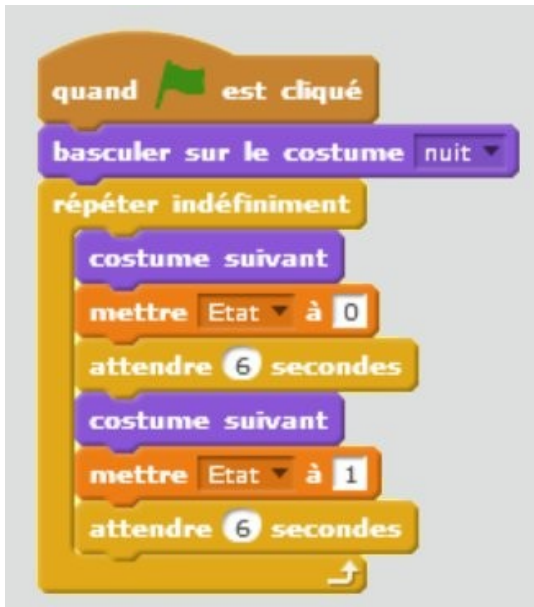 quand est cliqué
basculer sur le costume nuit
répéter indéfiniment
costume suivant
mettre Etat à 0
attendre 6 secondes
costume suivant
mettre Etat à 1
attendre 6 secondes